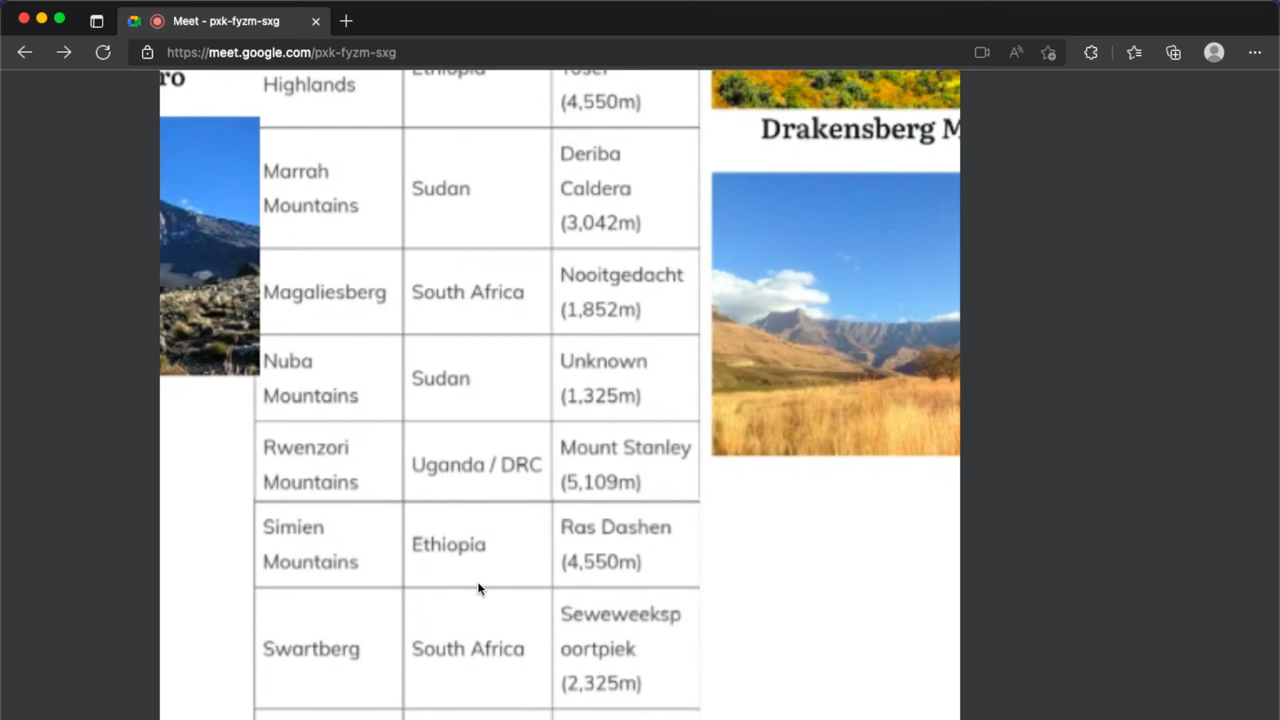 Meet - pxk-fyzm-sxg
https://meet.google.com/pxk-fyzm-sxg
ro
Highlands
Ethiopia
(4,550m)
Marrah
Mountains
Sudan
Deriba
Caldera
(3,042m)
Magaliesberg
South Africa
Nooitgedacht
(1,852m)
Nuba
Mountains
Sudan
Unknown
(1,325m)
Rwenzori
Mountains
Uganda / DRC
Mount Stanley
(5,109m)
Simien
Mountains
Ethiopia
Ras Dashen
(4,550m)
Swartberg
South Africa
Seweweeksp
oortpiek
(2,325m)
Drakensberg M